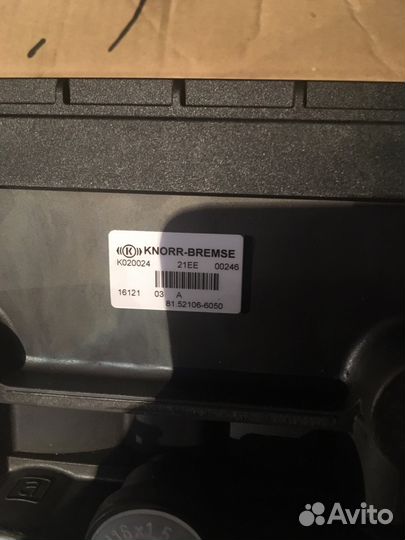 KNORR-BREMSE
K020024 21EE 00246
16121 03 A
81.52106-6050
a
Avito